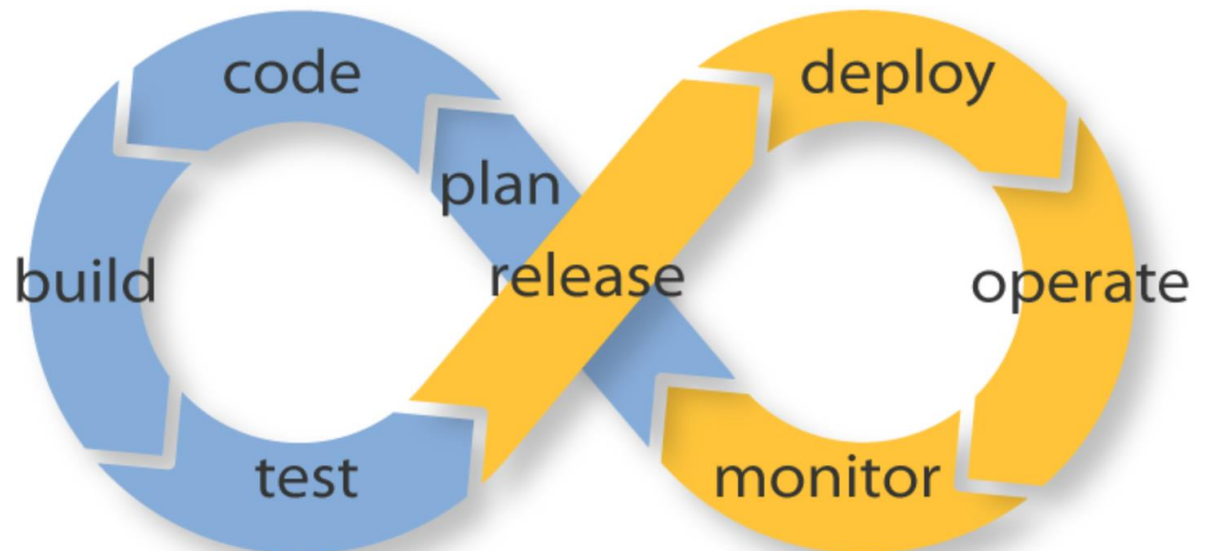 code
deploy
plan
release
build
operate
test
monitor